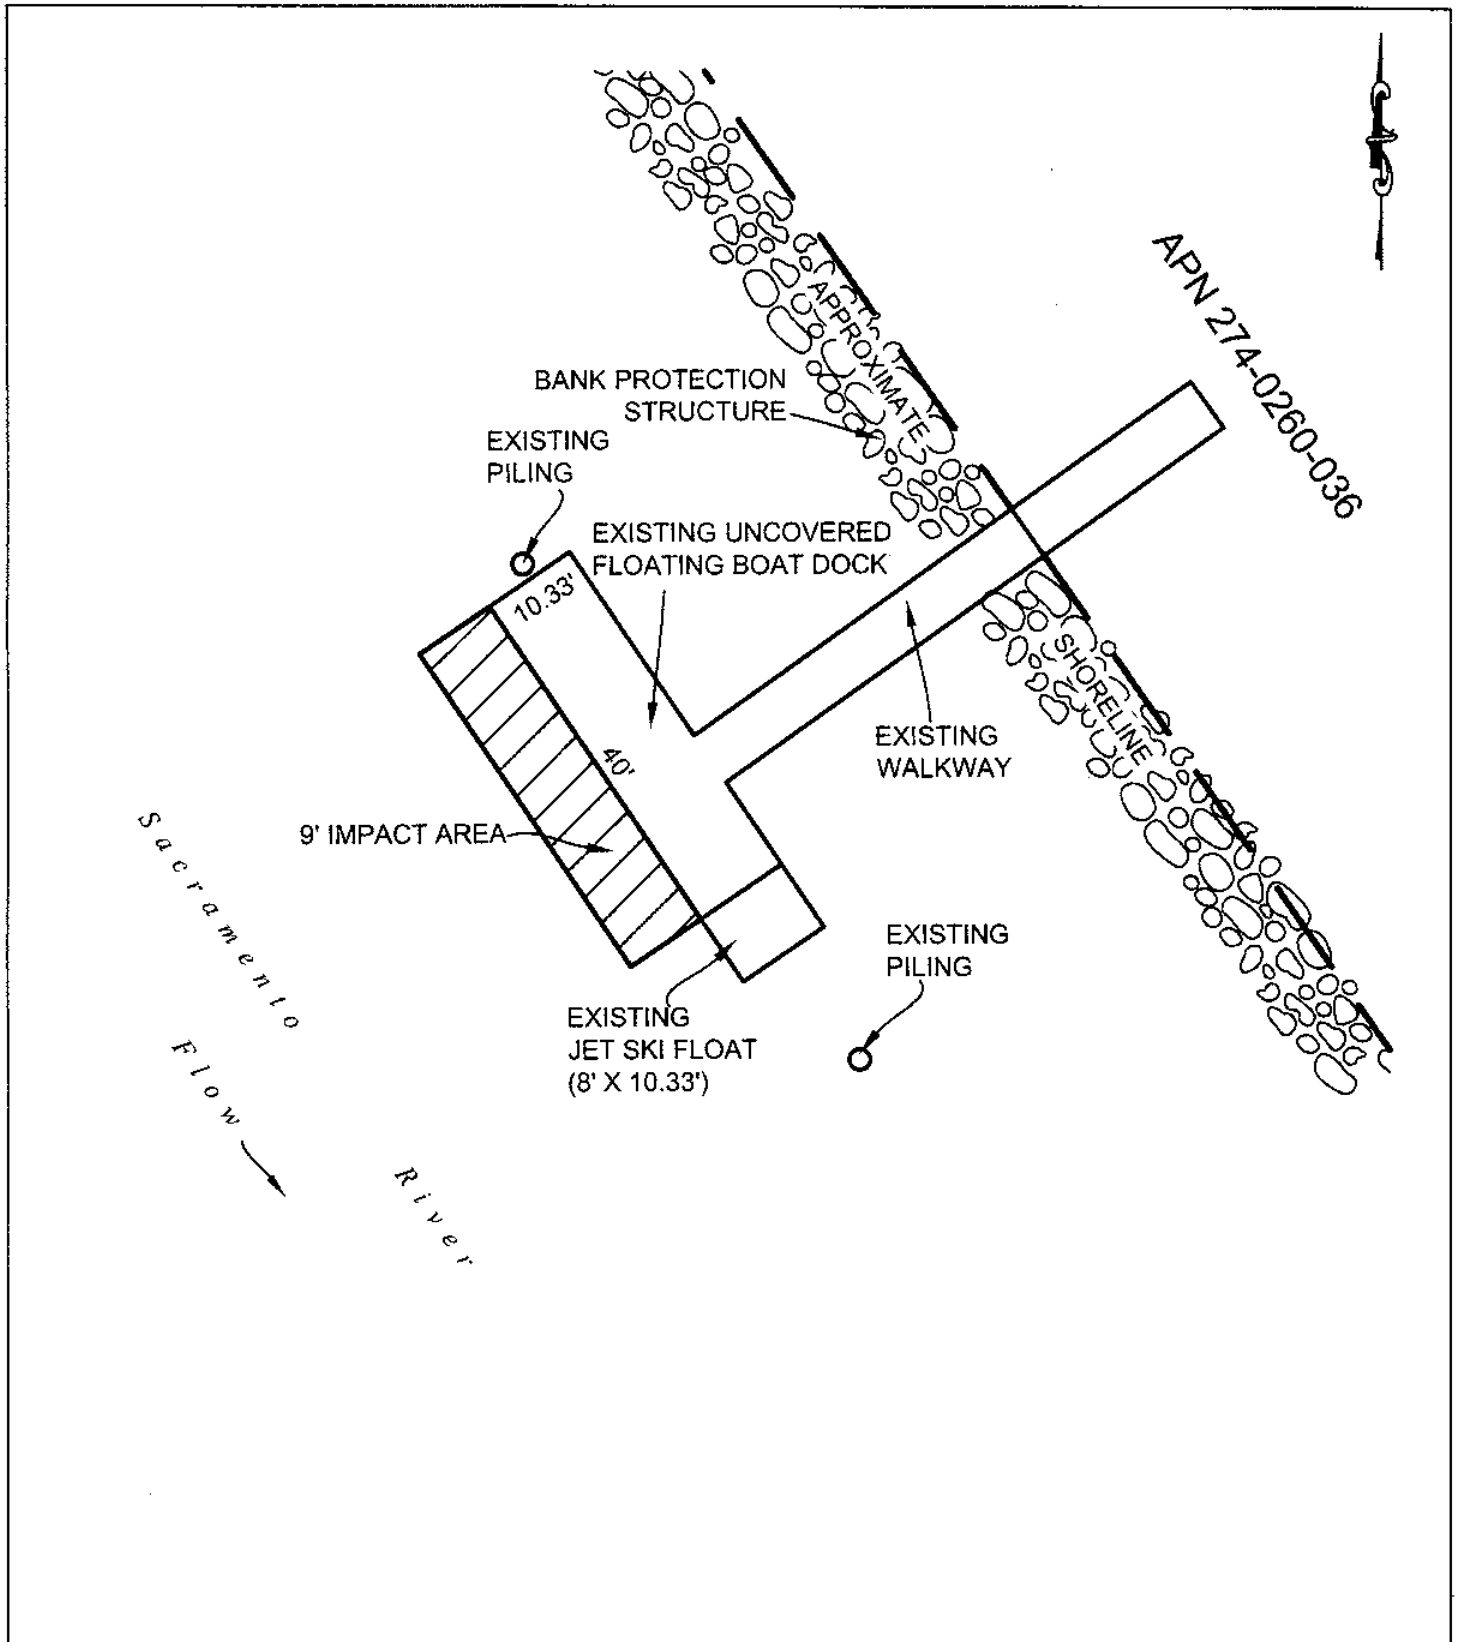 APN 274-0260-036
APPROXIMATE
BANK PROTECTION
STRUCTURE
EXISTING
PILING
EXISTING UNCOVERED
FLOATING BOAT DOCK
10.33'
SHORELINE
EXISTING
WALKWAY
40'
9' IMPACT AREA
Sacramento
EXISTING
PILING
EXISTING
JET SKI FLOAT
(8' X 10.33')
Flow
River